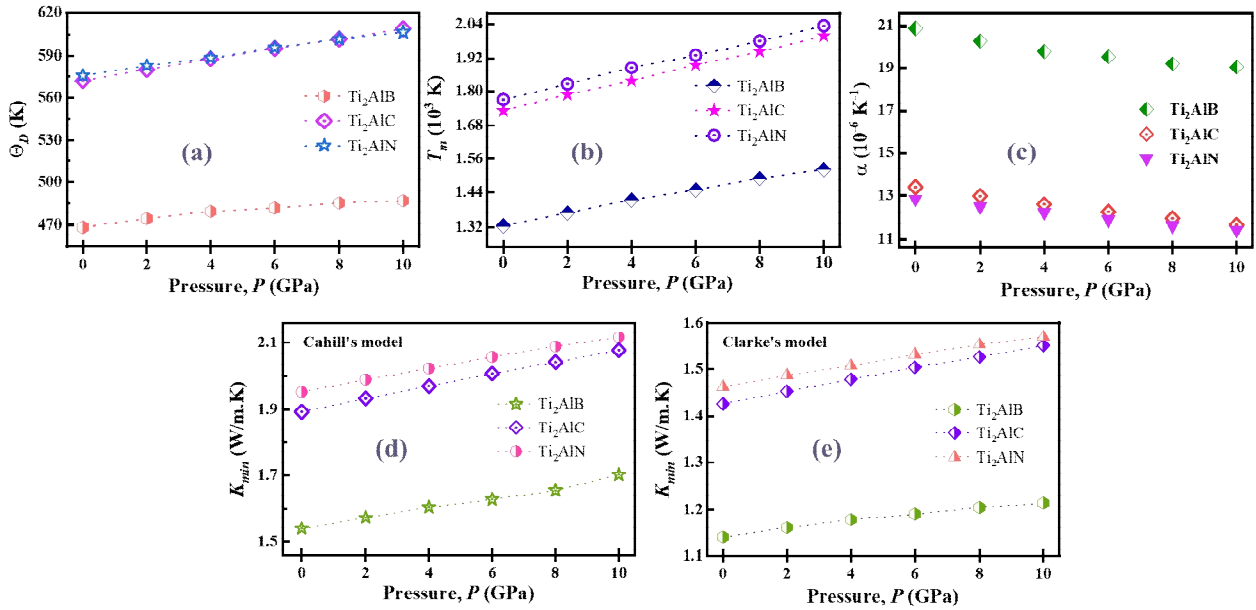 620
590
560
530
500
470
Θ_D (K)
Ti₂AlB
Ti₂AlC
Ti₂AlN
(a)
0 2 4 6 8 10
Pressure, P (GPa)
2.04
1.92
1.80
1.68
1.56
1.44
1.32
T_m (10³ K)
Ti₂AlB
Ti₂AlC
Ti₂AlN
(b)
0 2 4 6 8 10
Pressure, P (GPa)
21
19
17
15
13
11
α (10⁻⁶ K⁻¹)
Ti₂AlB
Ti₂AlC
Ti₂AlN
(c)
0 2 4 6 8 10
Pressure, P (GPa)
2.1
1.9
1.7
1.5
K_min (W/m.K)
Cahill's model
Ti₂AlB
Ti₂AlC
Ti₂AlN
(d)
0 2 4 6 8 10
Pressure, P (GPa)
1.6
1.5
1.4
1.3
1.2
1.1
K_min (W/m.K)
Clarke's model
Ti₂AlB
Ti₂AlC
Ti₂AlN
(e)
0 2 4 6 8 10
Pressure, P (GPa)